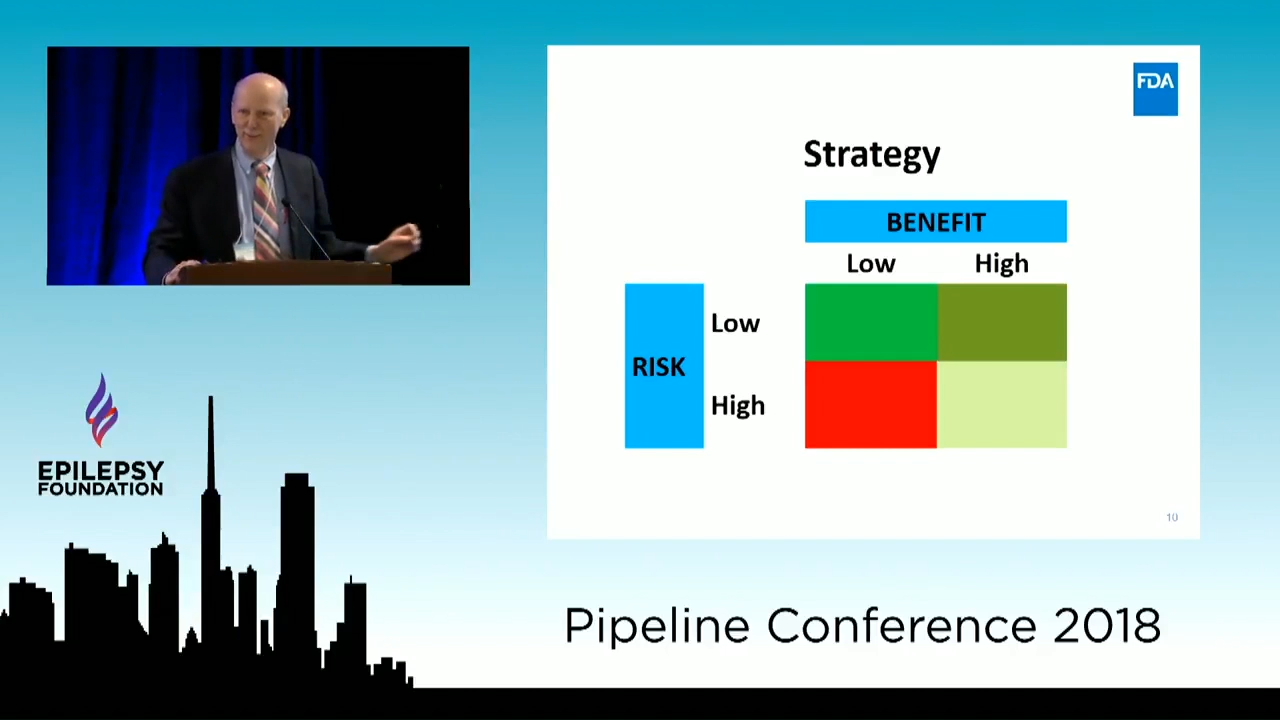 FDA
Strategy
BENEFIT
Low High
RISK
Low
High
10
EPILEPSY
FOUNDATION
Pipeline Conference 2018